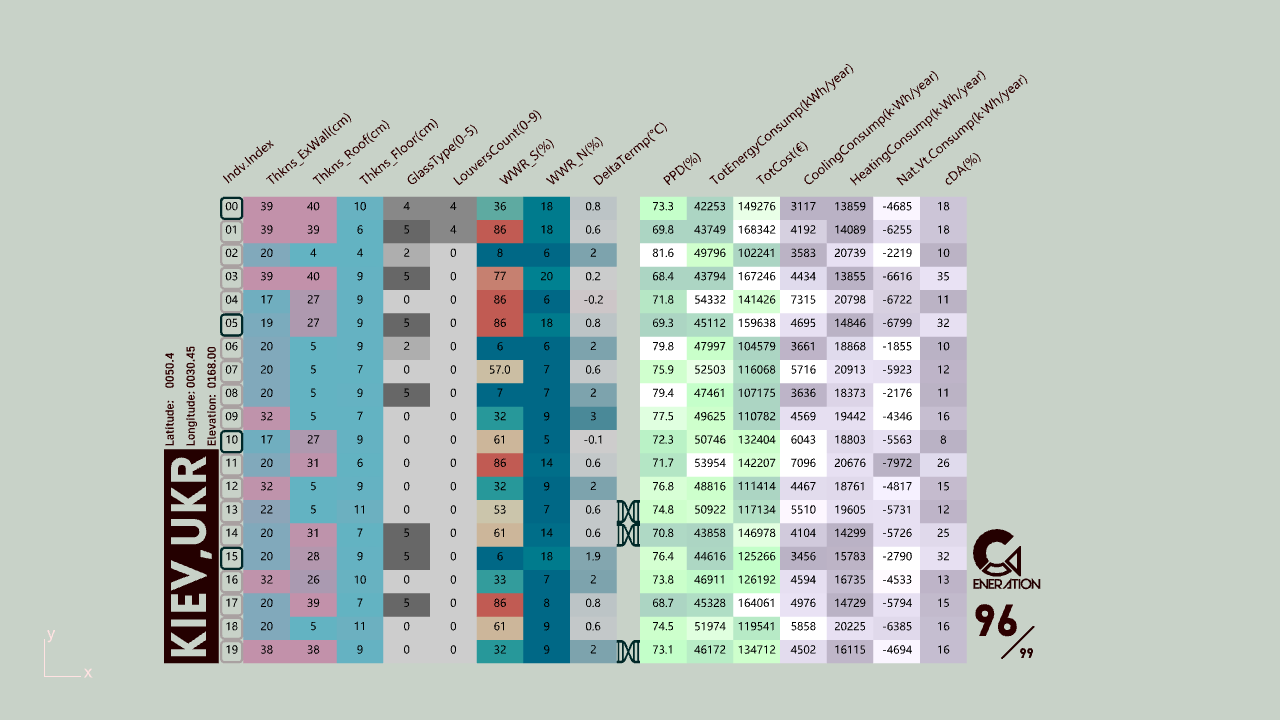 Indv.Index Thkns_ExWall(cm) Thkns_Roof(cm) Thkns_Floor(cm) GlassType(0-5) LouversCount(0-9) WWR_S(%) WWR_N(%) DeltaTermp(°C) PPD(%) TotEnergyConsump(kWh/year) TotCost(€) CoolingConsump(k·Wh/year) HeatingConsump(k·Wh/year) Nat.Vt.Consump(k·Wh/year) cDA(%)
00 39 40 10 4 4 36 18 0.8 73.3 42253 149276 3117 13859 -4685 18
01 39 39 6 5 4 86 18 0.6 69.8 43749 168342 4192 14089 -6255 18
02 20 4 4 2 0 8 6 2 81.6 49796 102241 3583 20739 -2219 10
03 39 40 9 5 0 77 20 0.2 68.4 43794 167246 4434 13855 -6616 35
04 17 27 9 0 0 86 6 -0.2 71.8 54332 141426 7315 20798 -6722 11
05 19 27 9 5 0 86 18 0.8 69.3 45112 159638 4695 14846 -6799 32
06 20 5 9 2 0 6 6 2 79.8 47997 104579 3661 18868 -1855 10
07 20 5 7 0 0 57.0 7 0.6 75.9 52503 116068 5716 20913 -5923 12
08 20 5 9 5 0 7 7 2 79.4 47461 107175 3636 18373 -2176 11
09 32 5 7 0 0 32 9 3 77.5 49625 110782 4569 19442 -4346 16
10 17 27 9 0 0 61 5 -0.1 72.3 50746 132404 6043 18803 -5563 8
11 20 31 6 0 0 86 14 0.6 71.7 53954 142207 7096 20676 -7972 26
12 32 5 9 0 0 32 9 2 76.8 48816 111414 4467 18761 -4817 15
13 22 5 11 0 0 53 7 0.6 74.8 50922 117134 5510 19605 -5731 12
14 20 31 7 5 0 61 14 0.6 70.8 43858 146978 4104 14299 -5726 25
15 20 28 9 5 0 6 18 1.9 76.4 44616 125266 3456 15783 -2790 32
16 32 26 10 0 0 33 7 2 73.8 46911 126192 4594 16735 -4533 13
17 20 39 7 5 0 86 8 0.8 68.7 45328 164061 4976 14729 -5794 15
18 20 5 11 0 0 61 9 0.6 74.5 51974 119541 5858 20225 -6385 16
19 38 38 9 0 0 32 9 2 73.1 46172 134712 4502 16115 -4694 16
Latitude: 0050.4
Longitude: 0030.45
Elevation: 0168.00
KIEV,UKR
GENERATION
96/99
y
x